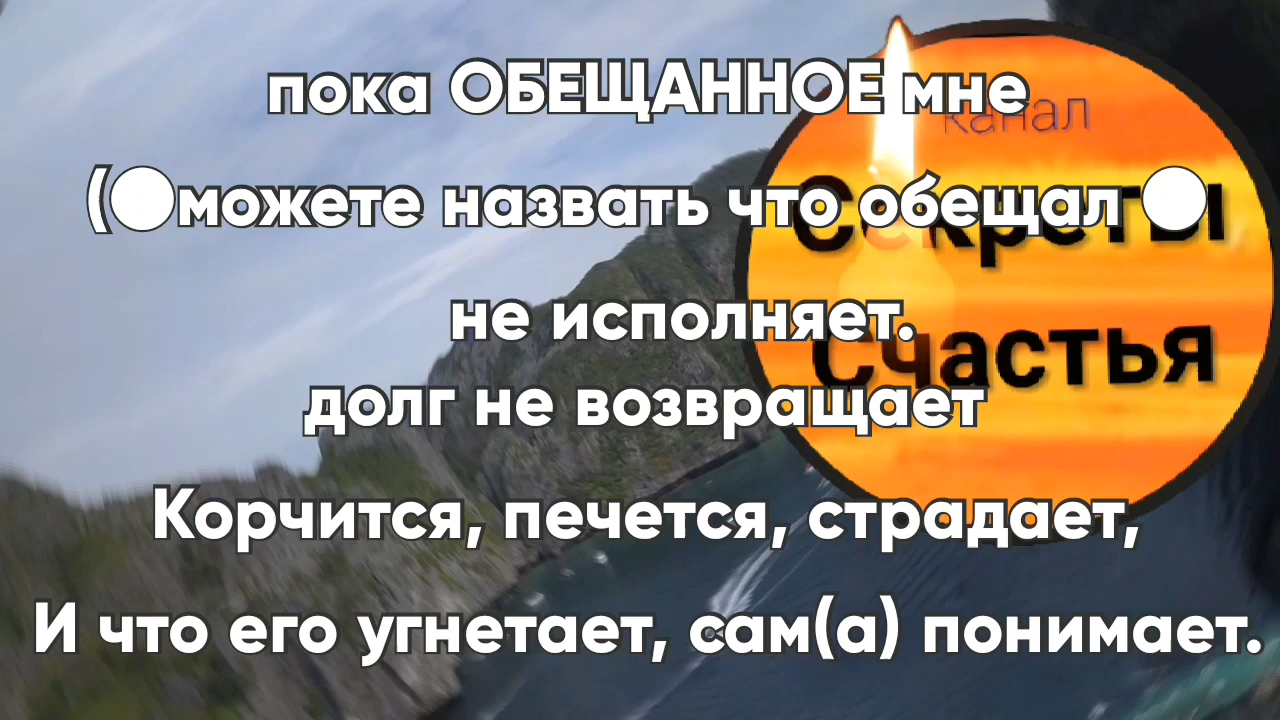 пока ОБЕЩАННОЕ мне
канал
(⚪можете назвать что обещал ⚪
Секреты
не исполняет.
Счастья
долг не возвращает
Корчится, печется, страдает,
И что его угнетает, сам(а) понимает.